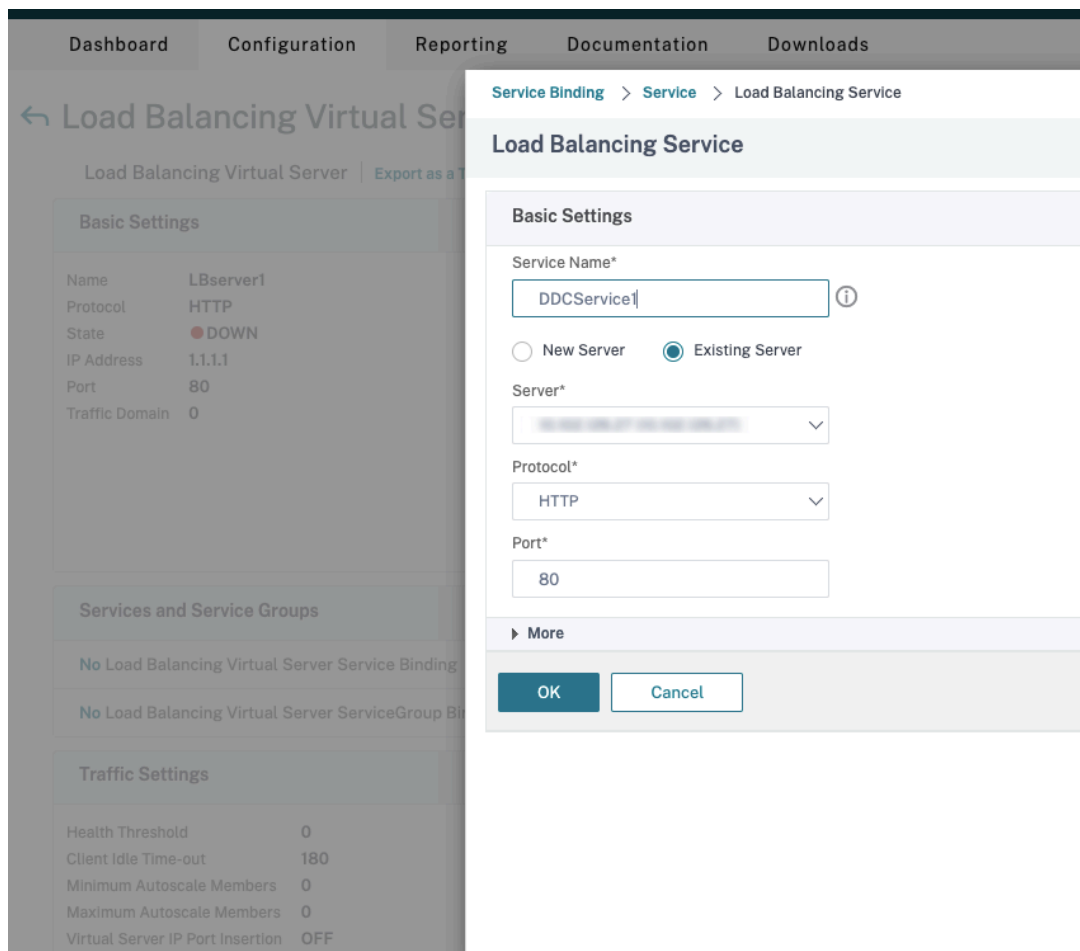 Dashboard Configuration Reporting Documentation Downloads
Load Balancing Virtual Ser
Load Balancing Virtual Server Export as a T
Basic Settings
Name LBserver1
Protocol HTTP
State DOWN
IP Address 1.1.1.1
Port 80
Traffic Domain 0
Services and Service Groups
No Load Balancing Virtual Server Service Binding
No Load Balancing Virtual Server ServiceGroup Bi
Traffic Settings
Health Threshold 0
Client Idle Time-out 180
Minimum Autoscale Members 0
Maximum Autoscale Members 0
Virtual Server IP Port Insertion OFF
Service Binding > Service > Load Balancing Service
Load Balancing Service
Basic Settings
Service Name*
DDCService1
New Server Existing Server
Server*
Protocol*
HTTP
Port*
80
More
OK Cancel